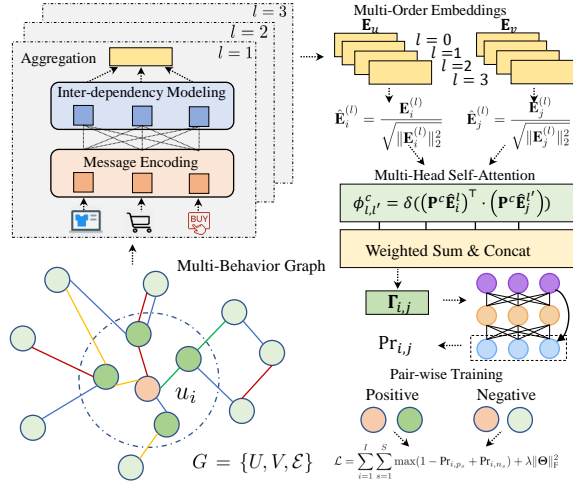 l = 3
l = 2
l = 1
Aggregation
Inter-dependency Modeling
Message Encoding
BUY
Multi-Behavior Graph
u_i
G = {U, V, ℰ}
Multi-Order Embeddings
E_u E_v
l = 0
l =1
l =2
l = 3
Ê_i^{(l)} = E_i^{(l)} / √(‖E_i^{(l)}‖_2^2) Ê_j^{(l)} = E_j^{(l)} / √(‖E_j^{(l)}‖_2^2)
Multi-Head Self-Attention
ϕ_{l,l'}^c = δ((P^c Ê_i^l)^⊤ · (P^c Ê_j^{l'}))
Weighted Sum & Concat
Γ_{i,j}
Pr_{i,j}
Pair-wise Training
Positive Negative
ℒ = ∑_{i=1}^{I} ∑_{s=1}^{S} max(1 − Pr_{i,p_s} + Pr_{i,n_s}) + λ‖Θ‖_F^2